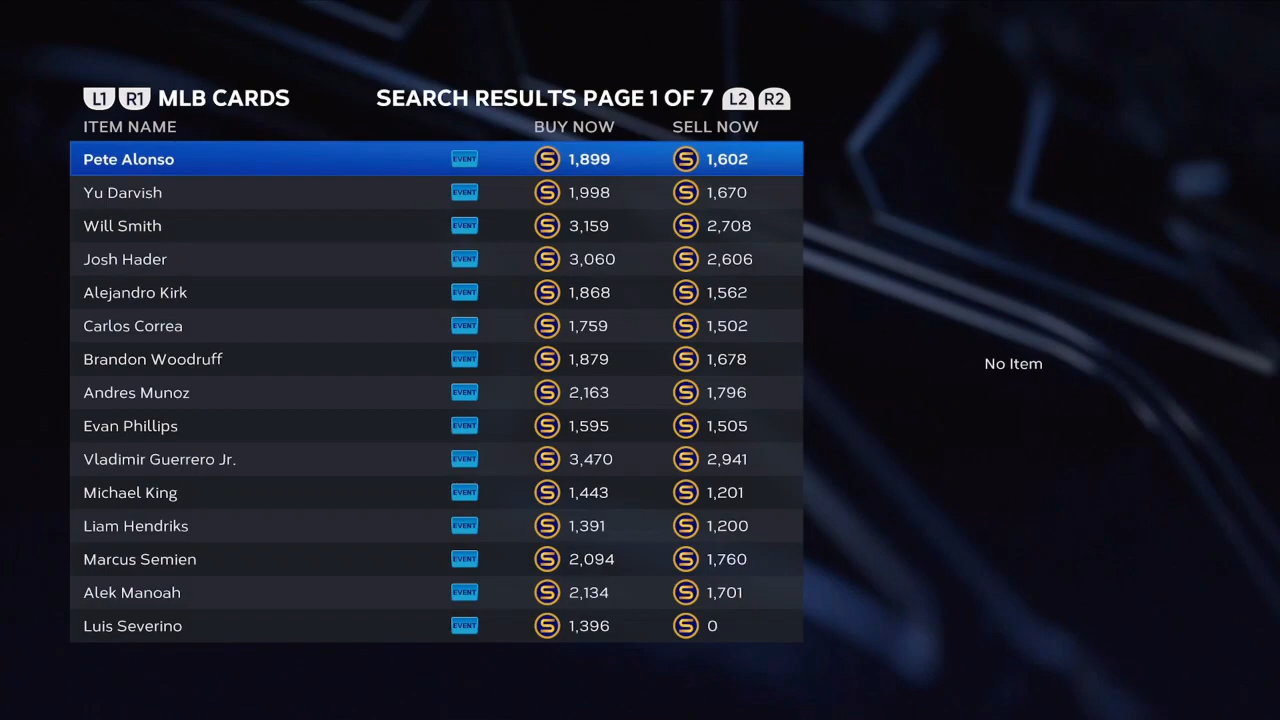 L1 R1 MLB CARDS SEARCH RESULTS PAGE 1 OF 7 L2 R2
ITEM NAME BUY NOW SELL NOW
Pete Alonso EVENT S 1,899 S 1,602
Yu Darvish EVENT S 1,998 S 1,670
Will Smith EVENT S 3,159 S 2,708
Josh Hader EVENT S 3,060 S 2,606
Alejandro Kirk EVENT S 1,868 S 1,562
Carlos Correa EVENT S 1,759 S 1,502
Brandon Woodruff EVENT S 1,879 S 1,678
Andres Munoz EVENT S 2,163 S 1,796
Evan Phillips EVENT S 1,595 S 1,505
Vladimir Guerrero Jr. EVENT S 3,470 S 2,941
Michael King EVENT S 1,443 S 1,201
Liam Hendriks EVENT S 1,391 S 1,200
Marcus Semien EVENT S 2,094 S 1,760
Alek Manoah EVENT S 2,134 S 1,701
Luis Severino EVENT S 1,396 S 0
No Item